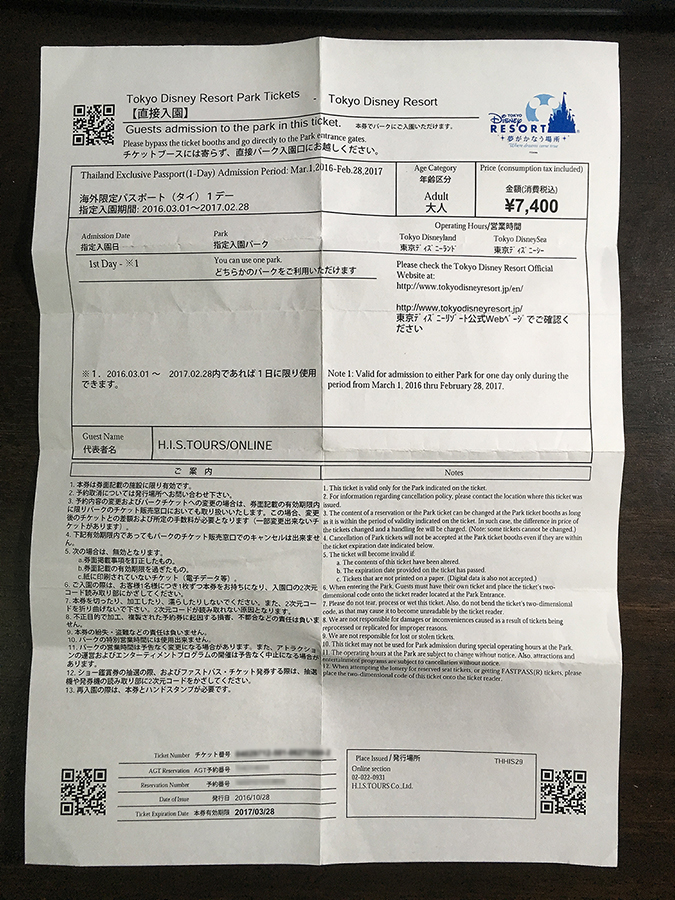 Tokyo Disney Resort Park Tickets - Tokyo Disney Resort
【直接入園】
Guests admission to the park in this ticket. 本券でパークにご入園いただけます。
Please bypass the ticket booths and go directly to the Park entrance gates.
チケットブースには寄らず、直接パーク入園口にお越しください。
TOKYO
Disney
RESORT
夢がかなう場所
Where dreams come true
Thailand Exclusive Passport(1-Day) Admission Period: Mar.1,2016-Feb.28,2017
海外限定パスポート（タイ）１デー
指定入園期間: 2016.03.01～2017.02.28
Age Category
年齢区分
Adult
大人
Price (consumption tax included)
金額(消費税込)
¥7,400
Admission Date
指定入園日
Park
指定入園パーク
Operating Hours/営業時間
Tokyo Disneyland
東京ﾃﾞｨｽﾞﾆｰﾗﾝﾄﾞ
Tokyo DisneySea
東京ﾃﾞｨｽﾞﾆｰｼｰ
1st Day - ※1
You can use one park.
どちらかのパークをご利用いただけます
Please check the Tokyo Disney Resort Official
Website at:
http://www.tokyodisneyresort.jp/en/
http://www.tokyodisneyresort.jp/
東京ﾃﾞｨｽﾞﾆｰﾘｿﾞｰﾄ公式Webﾍﾟｰｼﾞでご確認く
ださい
※１．2016.03.01～ 2017.02.28内であれば１日に限り使用
できます。
Note 1: Valid for admission to either Park for one day only during the
period from March 1, 2016 thru February 28, 2017.
Guest Name
代表者名
H.I.S.TOURS/ONLINE
ご 案 内
Notes
1. 本券は券面記載の施設に限り有効です。
2. 予約取消については発行場所へお問い合わせ下さい。
3. 予約内容の変更およびパークチケットへの変更の場合は、券面記載の有効期限内
に限りパークのチケット販売窓口においても取り扱いいたします。この場合、変更
後のチケットとの差額および所定の手数料が必要となります（一部変更出来ないチ
ケットがあります）。
4. 下記有効期限内であってもパークのチケット販売窓口でのキャンセルは出来ませ
ん。
5. 次の場合は、無効となります。
a.券面掲載事項を訂正したもの。
b.券面記載の有効期限を過ぎたもの。
c.紙に印刷されていないチケット（電子データ等）。
6. ご入園の際は、お客様1名様につき1枚ずつ本券をお持ちになり、入園口の2次元
コード読み取り部にかざしてください。
7. 本券を切ったり、加工したり、濡らしたりしないでください。また、2次元コー
ドを折り曲げないで下さい。2次元コードが読み取れない原因となります。
8. 不正目的で加工、複製された予約券に起因する損害、不都合などの責任は負いま
せん。
9. 本券の紛失・盗難などの責任は負いません。
10. パークの特別営業時間には使用出来ません。
11. パークの営業時間は予告なく変更になる場合があります。また、アトラクショ
ンの運営およびエンターティメントプログラムの開催は予告なく中止になる場合が
あります。
12. ショー鑑賞券の抽選の際、およびファストパス・チケット発券する際は、抽選
機や発券機の読み取り部に2次元コードをかざしてください。
13. 再入園の際は、本券とハンドスタンプが必要です。
1. This ticket is valid only for the Park indicated on the ticket.
2. For information regarding cancellation policy, please contact the location where this ticket was
issued.
3. The content of a reservation or the Park ticket can be changed at the Park ticket booths as long
as it is within the period of validity indicated on the ticket. In such case, the difference in price of
the tickets changed and a handling fee will be charged. (Note: some tickets cannot be changed.)
4. Cancellation of Park tickets will not be accepted at the Park ticket booths even if they are within
the ticket expiration date indicated below.
5. The ticket will become invalid if:
a. The contents of this ticket have been altered.
b. The expiration date provided on the ticket has passed.
c. Tickets that are not printed on a paper. (Digital data is also not accepted.)
6. When entering the Park, Guests must have their own ticket and place the ticket's two-
dimensional code onto the ticket reader located at the Park Entrance.
7. Please do not tear, process or wet this ticket. Also, do not bend the ticket's two-dimensional
code, as that may cause it to become unreadable by the ticket reader.
8. We are not responsible for damages or inconveniences caused as a result of tickets being
reprocessed or replicated for improper reasons.
9. We are not responsible for lost or stolen tickets.
10. This ticket may not be used for Park admission during special operating hours at the Park.
11. The operating hours at the Park are subject to change without notice. Also, attractions and
entertainment programs are subject to cancellation without notice.
12. When attempting the lottery for reserved seat tickets, or getting FASTPASS(R) tickets, please
place the two-dimensional code of this ticket onto the ticket reader.
Ticket Number チケット番号
AGT Reservation AGT予約番号
Reservation Number 予約番号
Date of Issue 発行日 2016/10/28
Ticket Expiration Date 本券有効期限 2017/03/28
Place Issued / 発行場所 THHIS29
Online section
02-022-0931
H.I.S.TOURS Co.,Ltd.